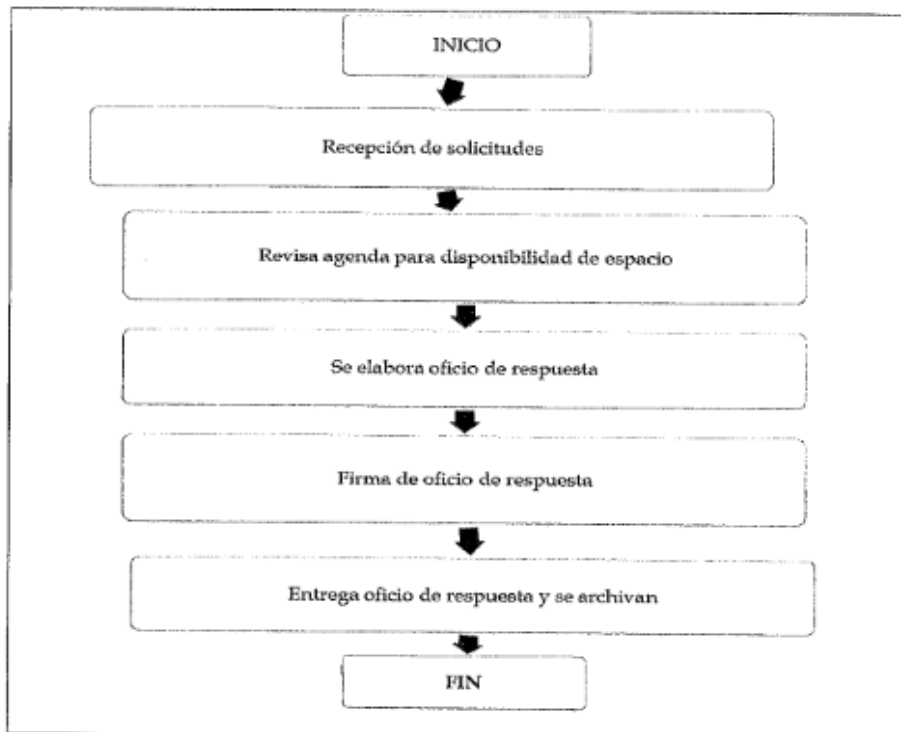 INICIO
Recepción de solicitudes
Revisa agenda para disponibilidad de espacio
Se elabora oficio de respuesta
Firma de oficio de respuesta
Entrega oficio de respuesta y se archivan
FIN